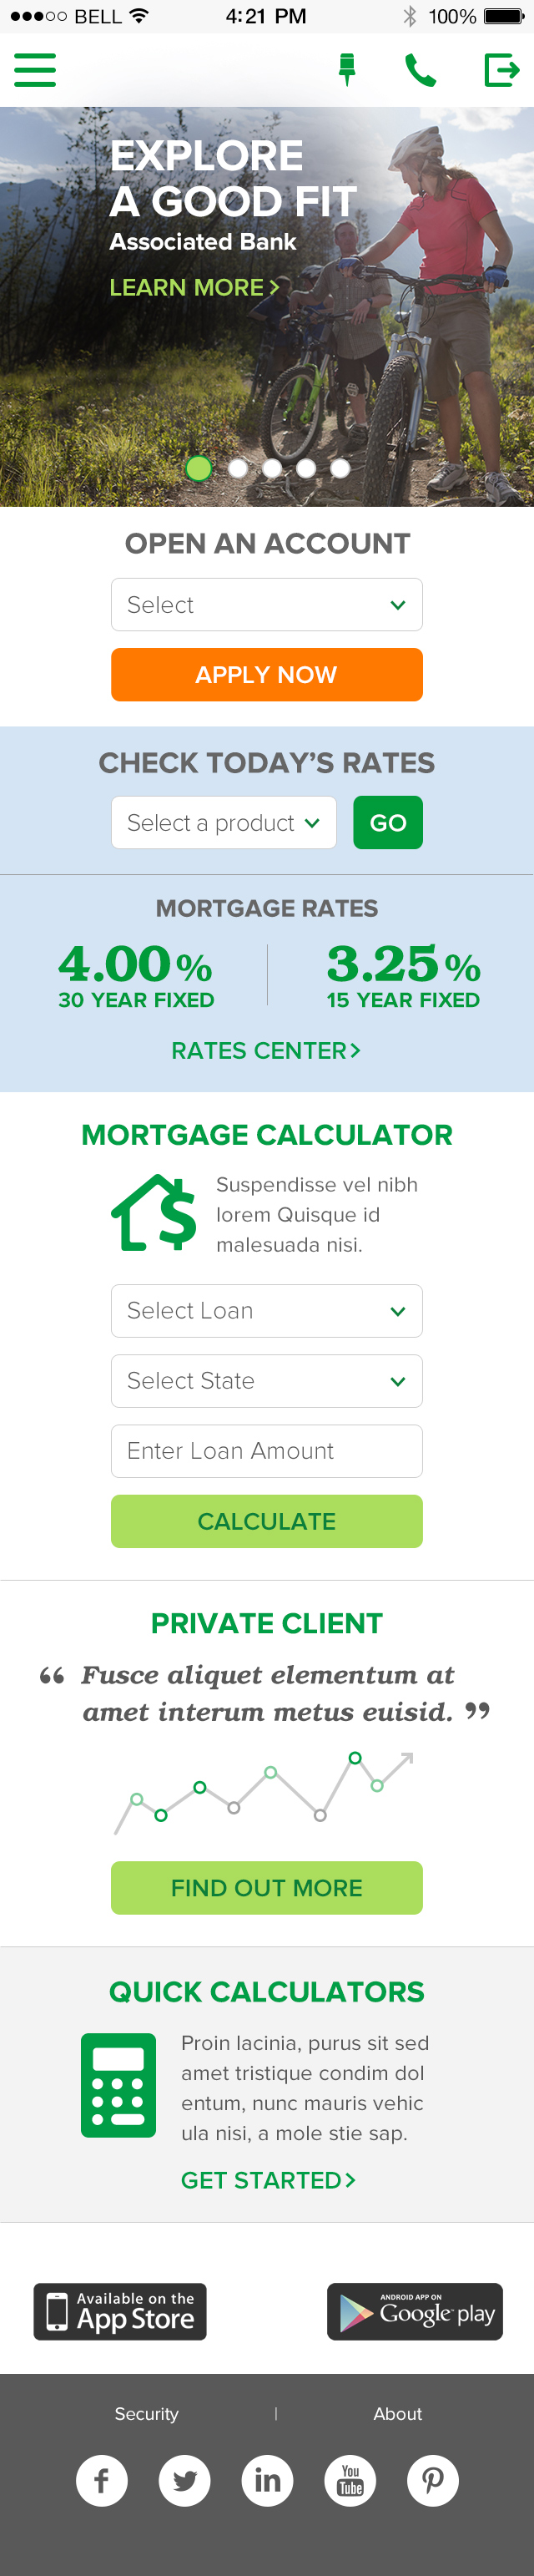 BELL 4:21 PM 100%
EXPLORE
A GOOD FIT
Associated Bank
LEARN MORE >
OPEN AN ACCOUNT
Select
APPLY NOW
CHECK TODAY'S RATES
Select a product
GO
MORTGAGE RATES
4.00% 3.25%
30 YEAR FIXED 15 YEAR FIXED
RATES CENTER >
MORTGAGE CALCULATOR
Suspendisse vel nibh
lorem Quisque id
malesuada nisi.
Select Loan
Select State
Enter Loan Amount
CALCULATE
PRIVATE CLIENT
“ Fusce aliquet elementum at
amet interum metus euisid. ”
FIND OUT MORE
QUICK CALCULATORS
Proin lacinia, purus sit sed
amet tristique condim dol
entum, nunc mauris vehic
ula nisi, a mole stie sap.
GET STARTED >
Available on the
App Store
ANDROID APP ON
Google play
Security | About
f in You
Tube